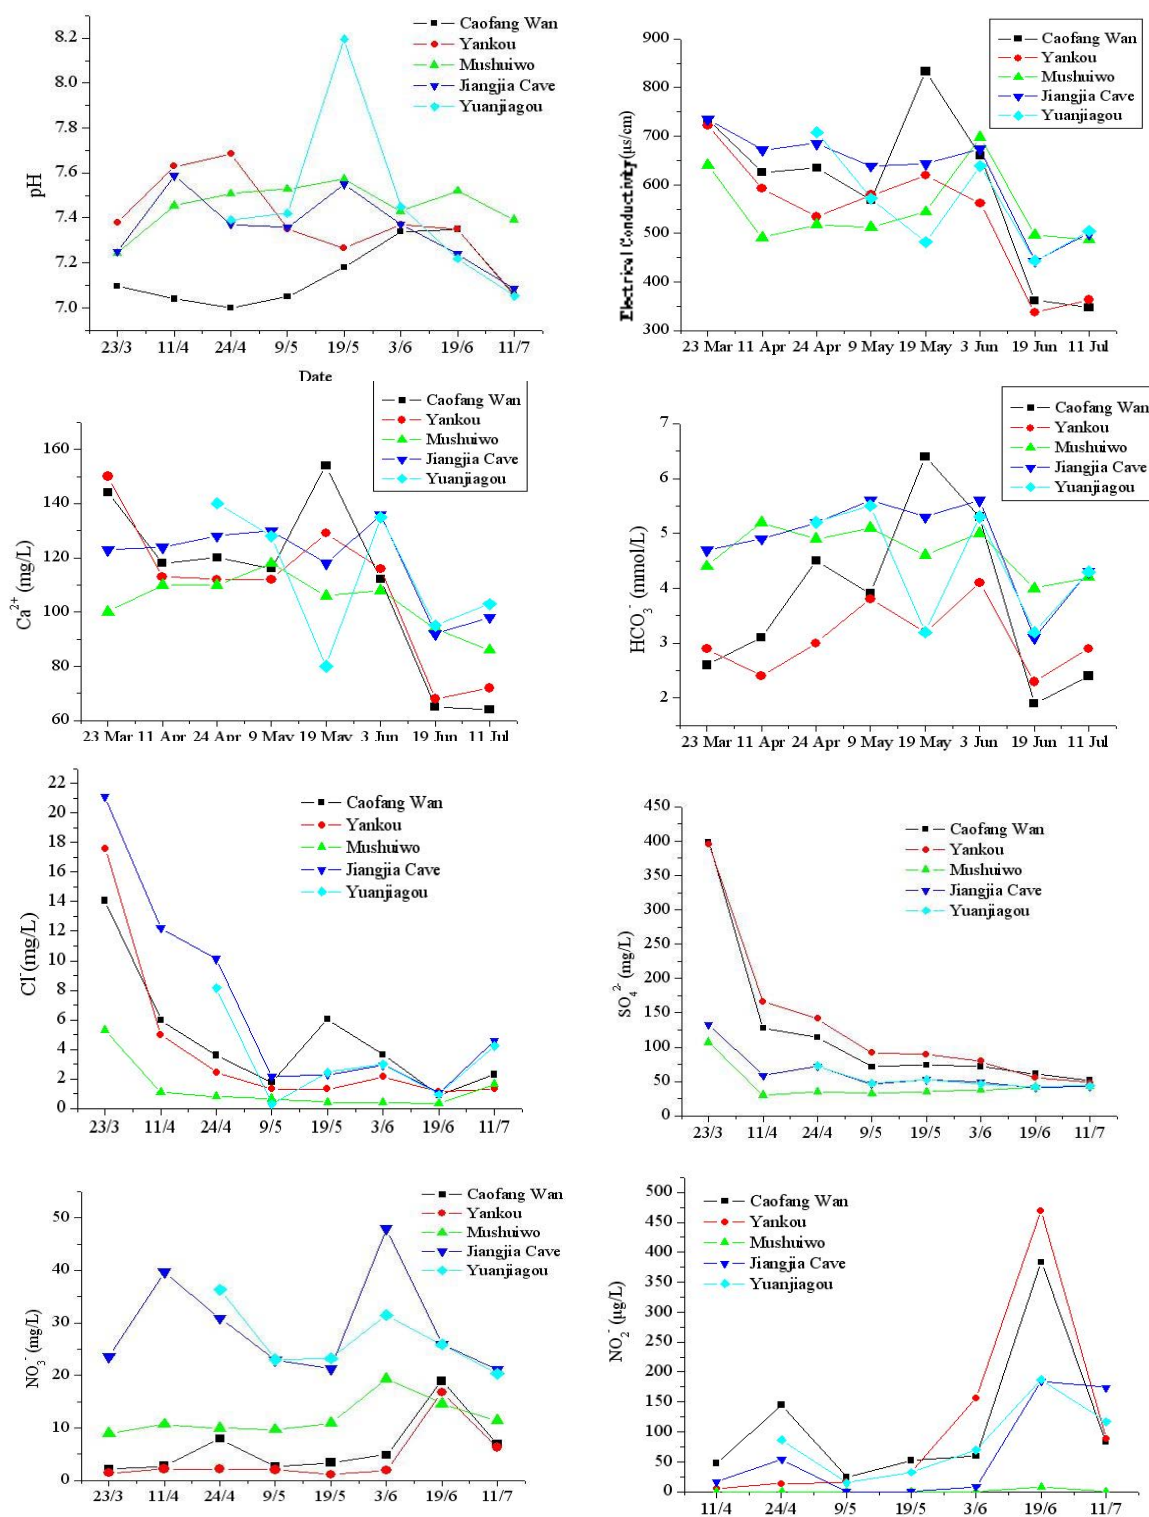 Caofang Wan
Yankou
Mushuiwo
Jiangjia Cave
Yuanjiagou
pH
8.2
8.0
7.8
7.6
7.4
7.2
7.0
23/3 11/4 24/4 9/5 19/5 3/6 19/6 11/7
Date
Caofang Wan
Yankou
Mushuiwo
Jiangjia Cave
Yuanjiagou
Electrical Conductivity(μs/cm)
900
800
700
600
500
400
300
23 Mar 11 Apr 24 Apr 9 May 19 May 3 Jun 19 Jun 11 Jul
Caofang Wan
Yankou
Mushuiwo
Jiangjia Cave
Yuanjiagou
Ca²⁺ (mg/L)
160
140
120
100
80
60
23 Mar 11 Apr 24 Apr 9 May 19 May 3 Jun 19 Jun 11 Jul
Caofang Wan
Yankou
Mushuiwo
Jiangjia Cave
Yuanjiagou
HCO₃⁻ (mmol/L)
7
6
5
4
3
2
23 Mar 11 Apr 24 Apr 9 May 19 May 3 Jun 19 Jun 11 Jul
Caofang Wan
Yankou
Mushuiwo
Jiangjia Cave
Yuanjiagou
Cl⁻(mg/L)
22
20
18
16
14
12
10
8
6
4
2
0
23/3 11/4 24/4 9/5 19/5 3/6 19/6 11/7
Caofang Wan
Yankou
Mushuiwo
Jiangjia Cave
Yuanjiagou
SO₄²⁻ (mg/L)
450
400
350
300
250
200
150
100
50
0
23/3 11/4 24/4 9/5 19/5 3/6 19/6 11/7
Caofang Wan
Yankou
Mushuiwo
Jiangjia Cave
Yuanjiagou
NO₃⁻ (mg/L)
50
40
30
20
10
0
23/3 11/4 24/4 9/5 19/5 3/6 19/6 11/7
Caofang Wan
Yankou
Mushuiwo
Jiangjia Cave
Yuanjiagou
NO₂⁻ (μg/L)
500
450
400
350
300
250
200
150
100
50
0
11/4 24/4 9/5 19/5 3/6 19/6 11/7